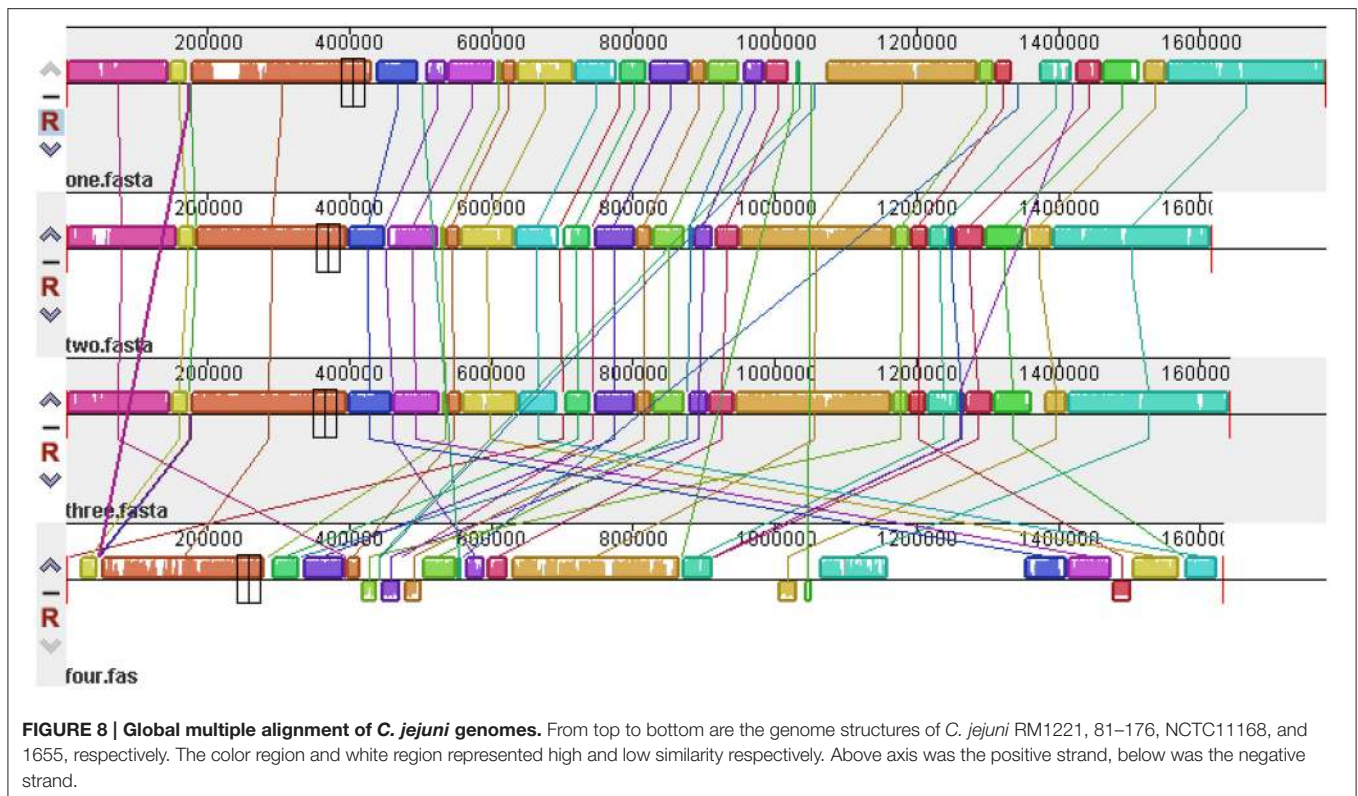 200000 400000 600000 800000 1000000 1200000 1400000 1600000
R
one.fasta
200000 400000 600000 800000 1000000 1200000 1400000 16000
R
two.fasta
200000 400000 600000 800000 1000000 1200000 1400000 160000
R
three.fasta
200000 400000 600000 800000 1000000 1200000 1400000 16000
R
four.fas
FIGURE 8 | Global multiple alignment of C. jejuni genomes. From top to bottom are the genome structures of C. jejuni RM1221, 81–176, NCTC11168, and
1655, respectively. The color region and white region represented high and low similarity respectively. Above axis was the positive strand, below was the negative
strand.